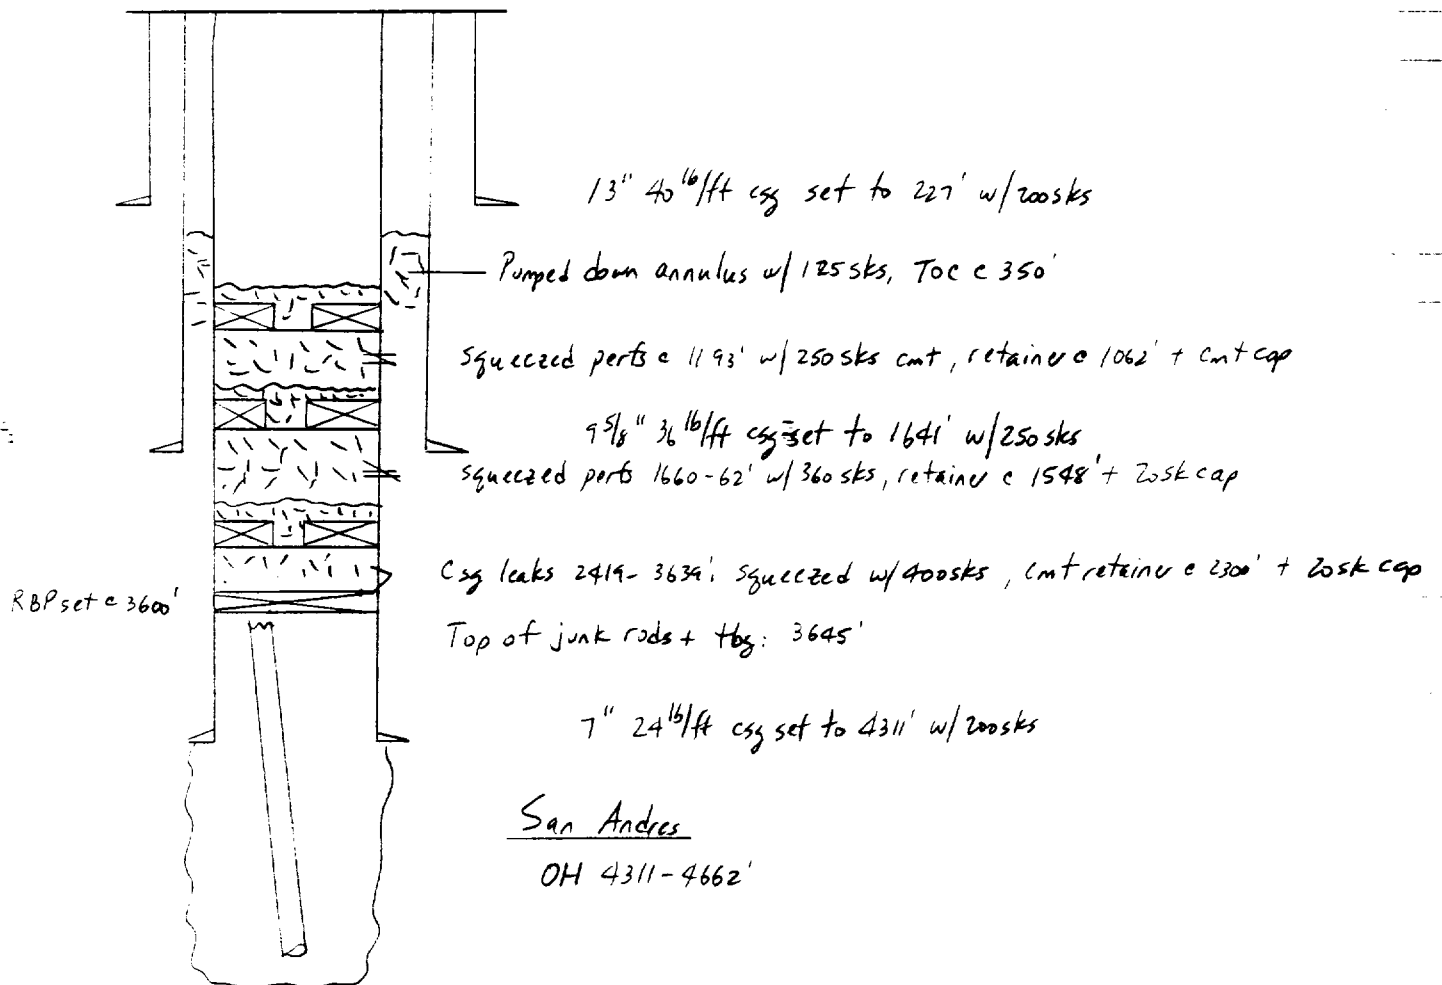 13" 40 lb/ft csg set to 227' w/200sks
Pumped down annulus w/125sks, TOC @ 350'
squeezed perfs @ 1193' w/250sks cmt, retainer @ 1062' + cmt cap
9 5/8" 36 lb/ft csg set to 1641' w/250sks
squeezed perfs 1660-62' w/360sks, retainer @ 1548' + 20sk cap
Csg leaks 2419-3639': squeezed w/400sks, cmt retainer @ 2300' + 20sk cap
RBP set @ 3600'
Top of junk rods + tbg: 3645'
7" 24 lb/ft csg set to 4311' w/200sks
San Andres
OH 4311-4662'